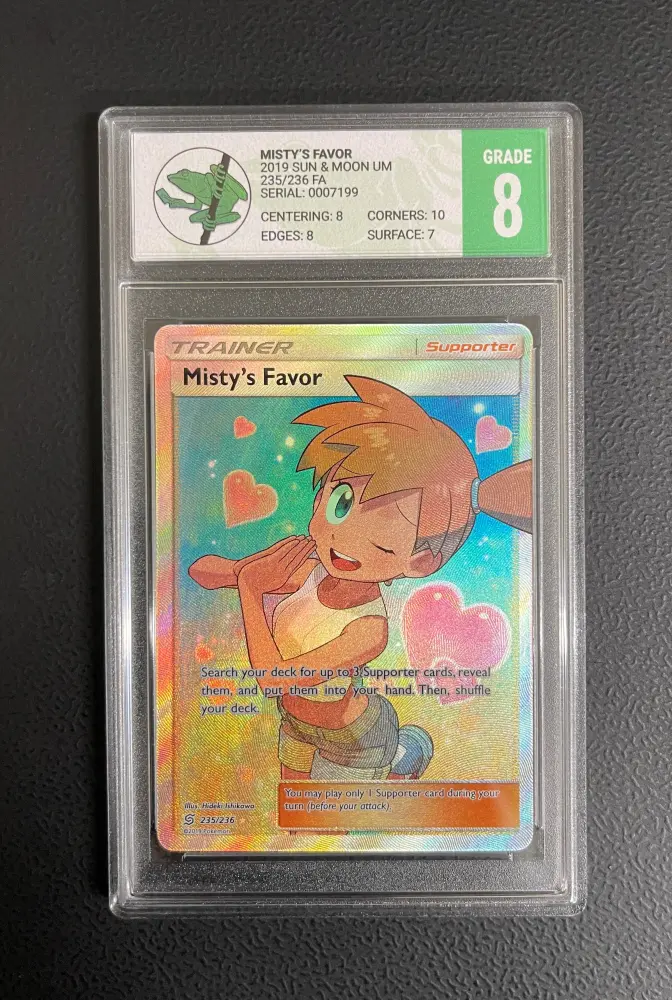 MISTY'S FAVOR
2019 SUN & MOON UM
235/236 FA
SERIAL: 0007199
CENTERING: 8 CORNERS: 10
EDGES: 8 SURFACE: 7
GRADE
8
TRAINER Supporter
Misty's Favor
Search your deck for up to 3 Supporter cards, reveal
them, and put them into your hand. Then, shuffle
your deck.
You may play only 1 Supporter card during your
turn (before your attack).
Illus. Hideki Ishikawa
235/236
©2019 Pokémon